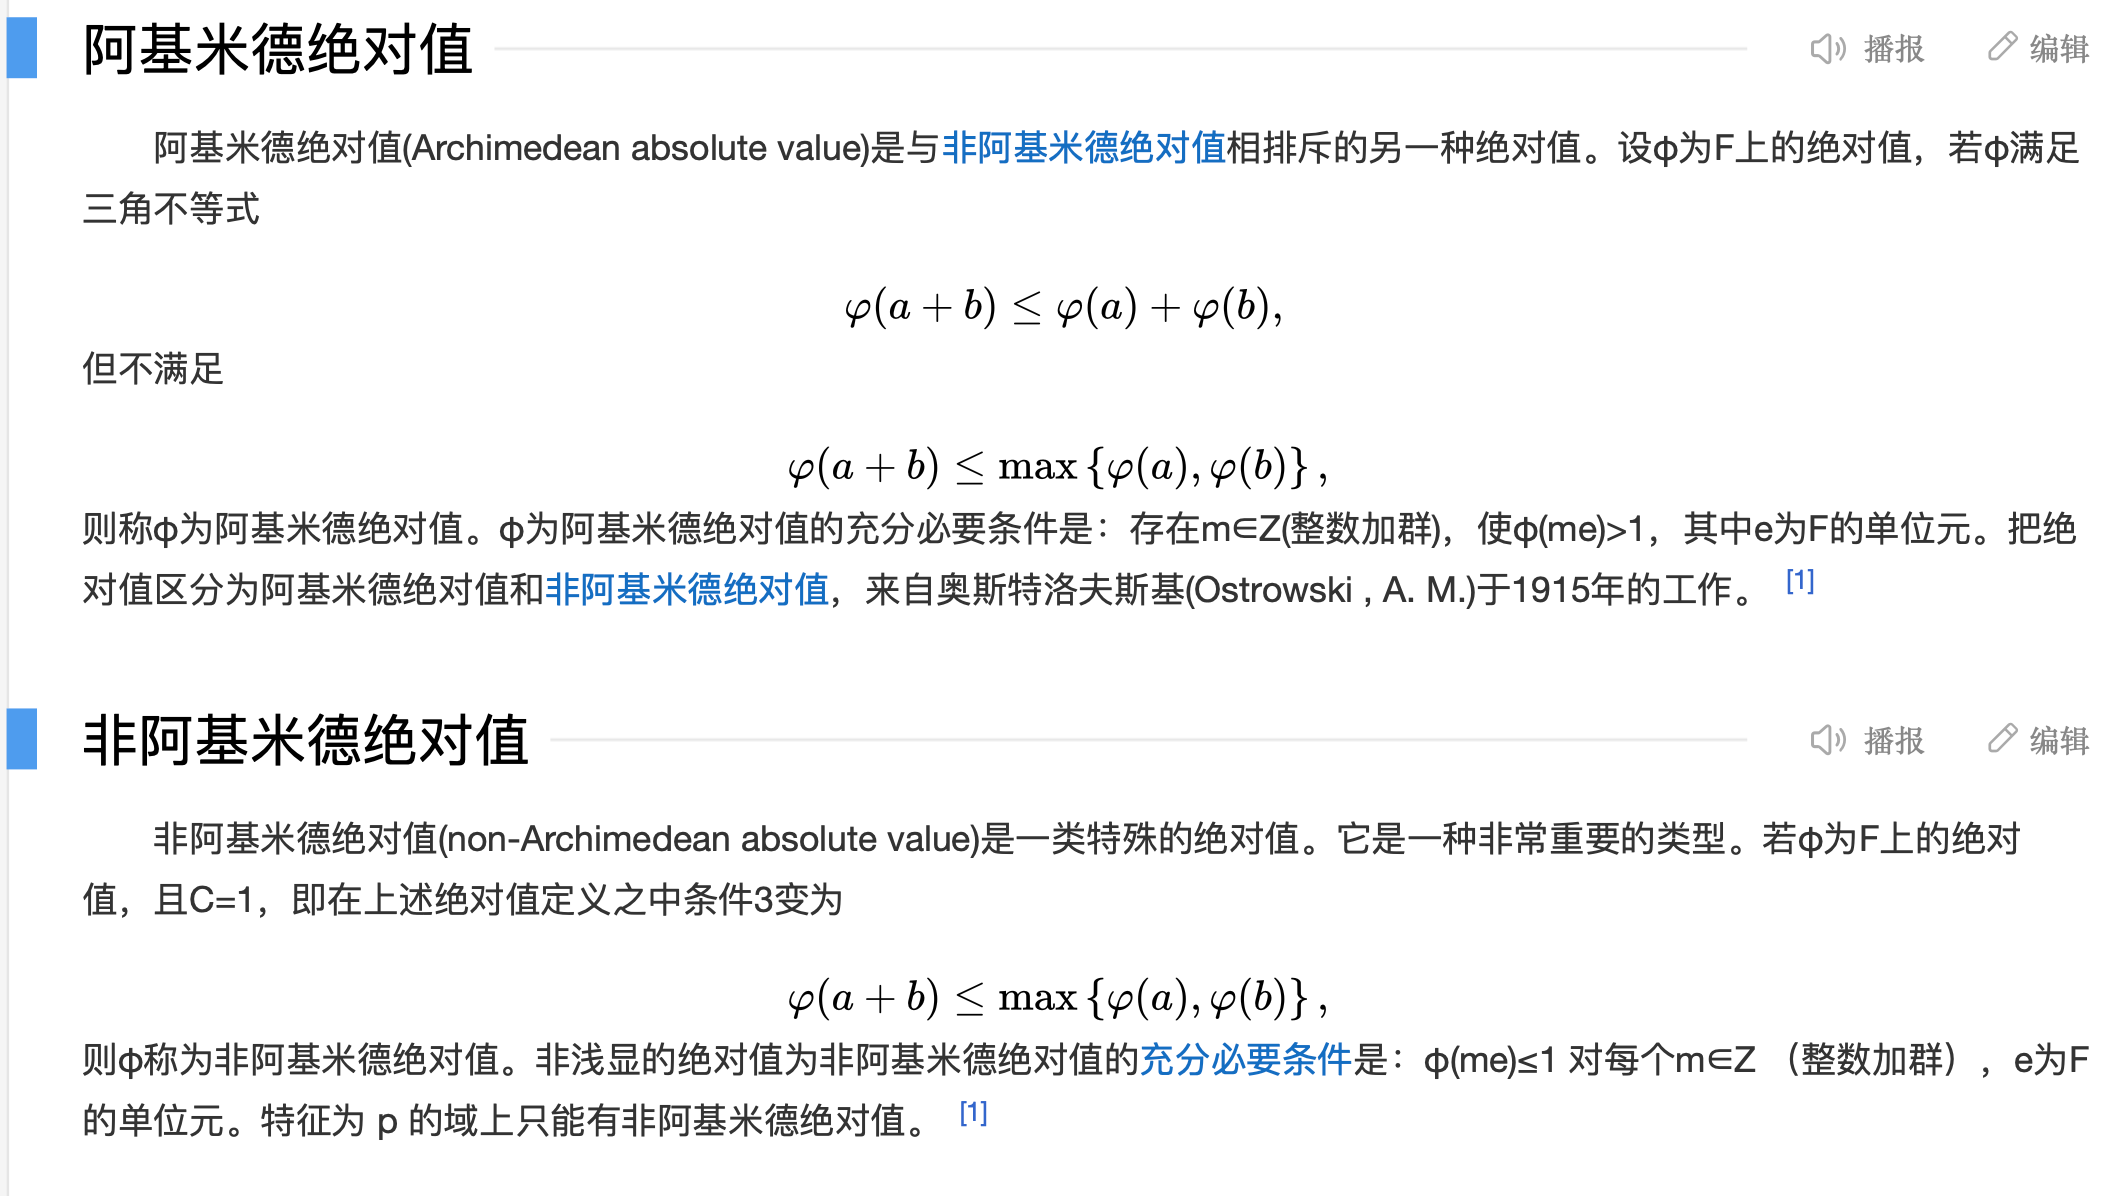 阿基米德绝对值 播报 编辑
阿基米德绝对值(Archimedean absolute value)是与非阿基米德绝对值相排斥的另一种绝对值。设φ为F上的绝对值，若φ满足
三角不等式
φ(a + b) ≤ φ(a) + φ(b),
但不满足
φ(a + b) ≤ max {φ(a), φ(b)} ,
则称φ为阿基米德绝对值。φ为阿基米德绝对值的充分必要条件是：存在m∈Z(整数加群)，使φ(me)>1，其中e为F的单位元。把绝
对值区分为阿基米德绝对值和非阿基米德绝对值，来自奥斯特洛夫斯基(Ostrowski , A. M.)于1915年的工作。 [1]
非阿基米德绝对值 播报 编辑
非阿基米德绝对值(non-Archimedean absolute value)是一类特殊的绝对值。它是一种非常重要的类型。若φ为F上的绝对
值，且C=1，即在上述绝对值定义之中条件3变为
φ(a + b) ≤ max {φ(a), φ(b)} ,
则φ称为非阿基米德绝对值。非浅显的绝对值为非阿基米德绝对值的充分必要条件是：φ(me)≤1 对每个m∈Z （整数加群），e为F
的单位元。特征为 p 的域上只能有非阿基米德绝对值。 [1]